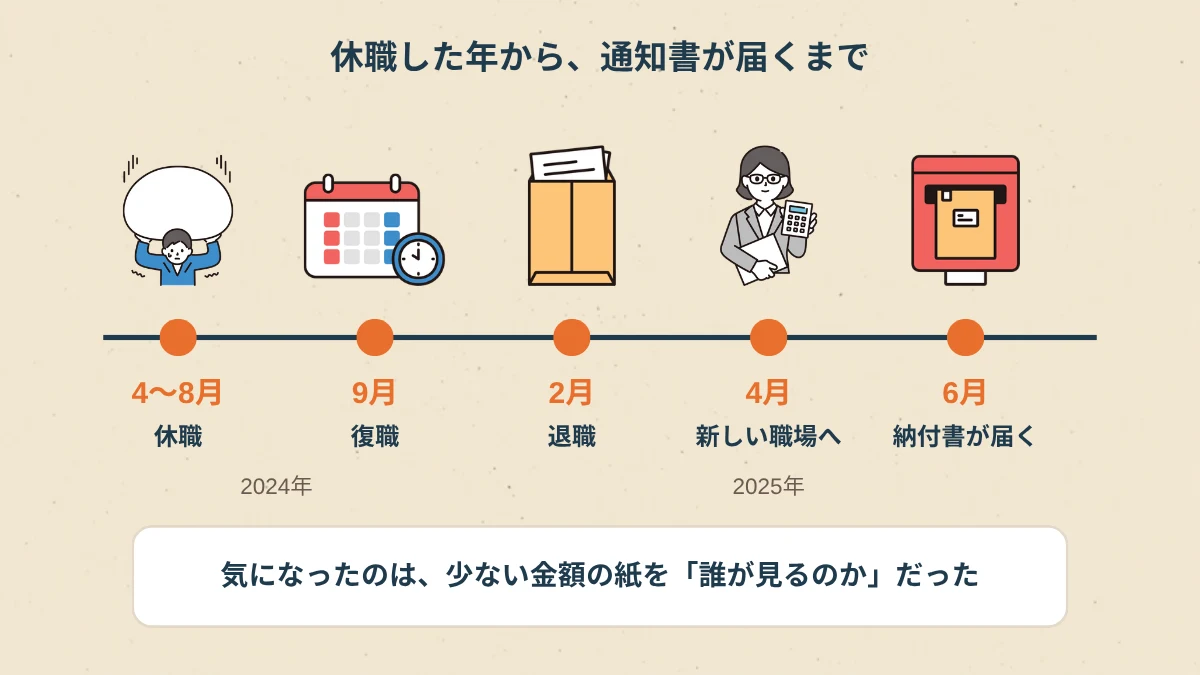 休職した年から、通知書が届くまで
4〜8月
9月
2月
4月
6月
休職
復職
退職
新しい職場へ
納付書が届く
2024年
2025年
気になったのは、少ない金額の紙を「誰が見るのか」だった